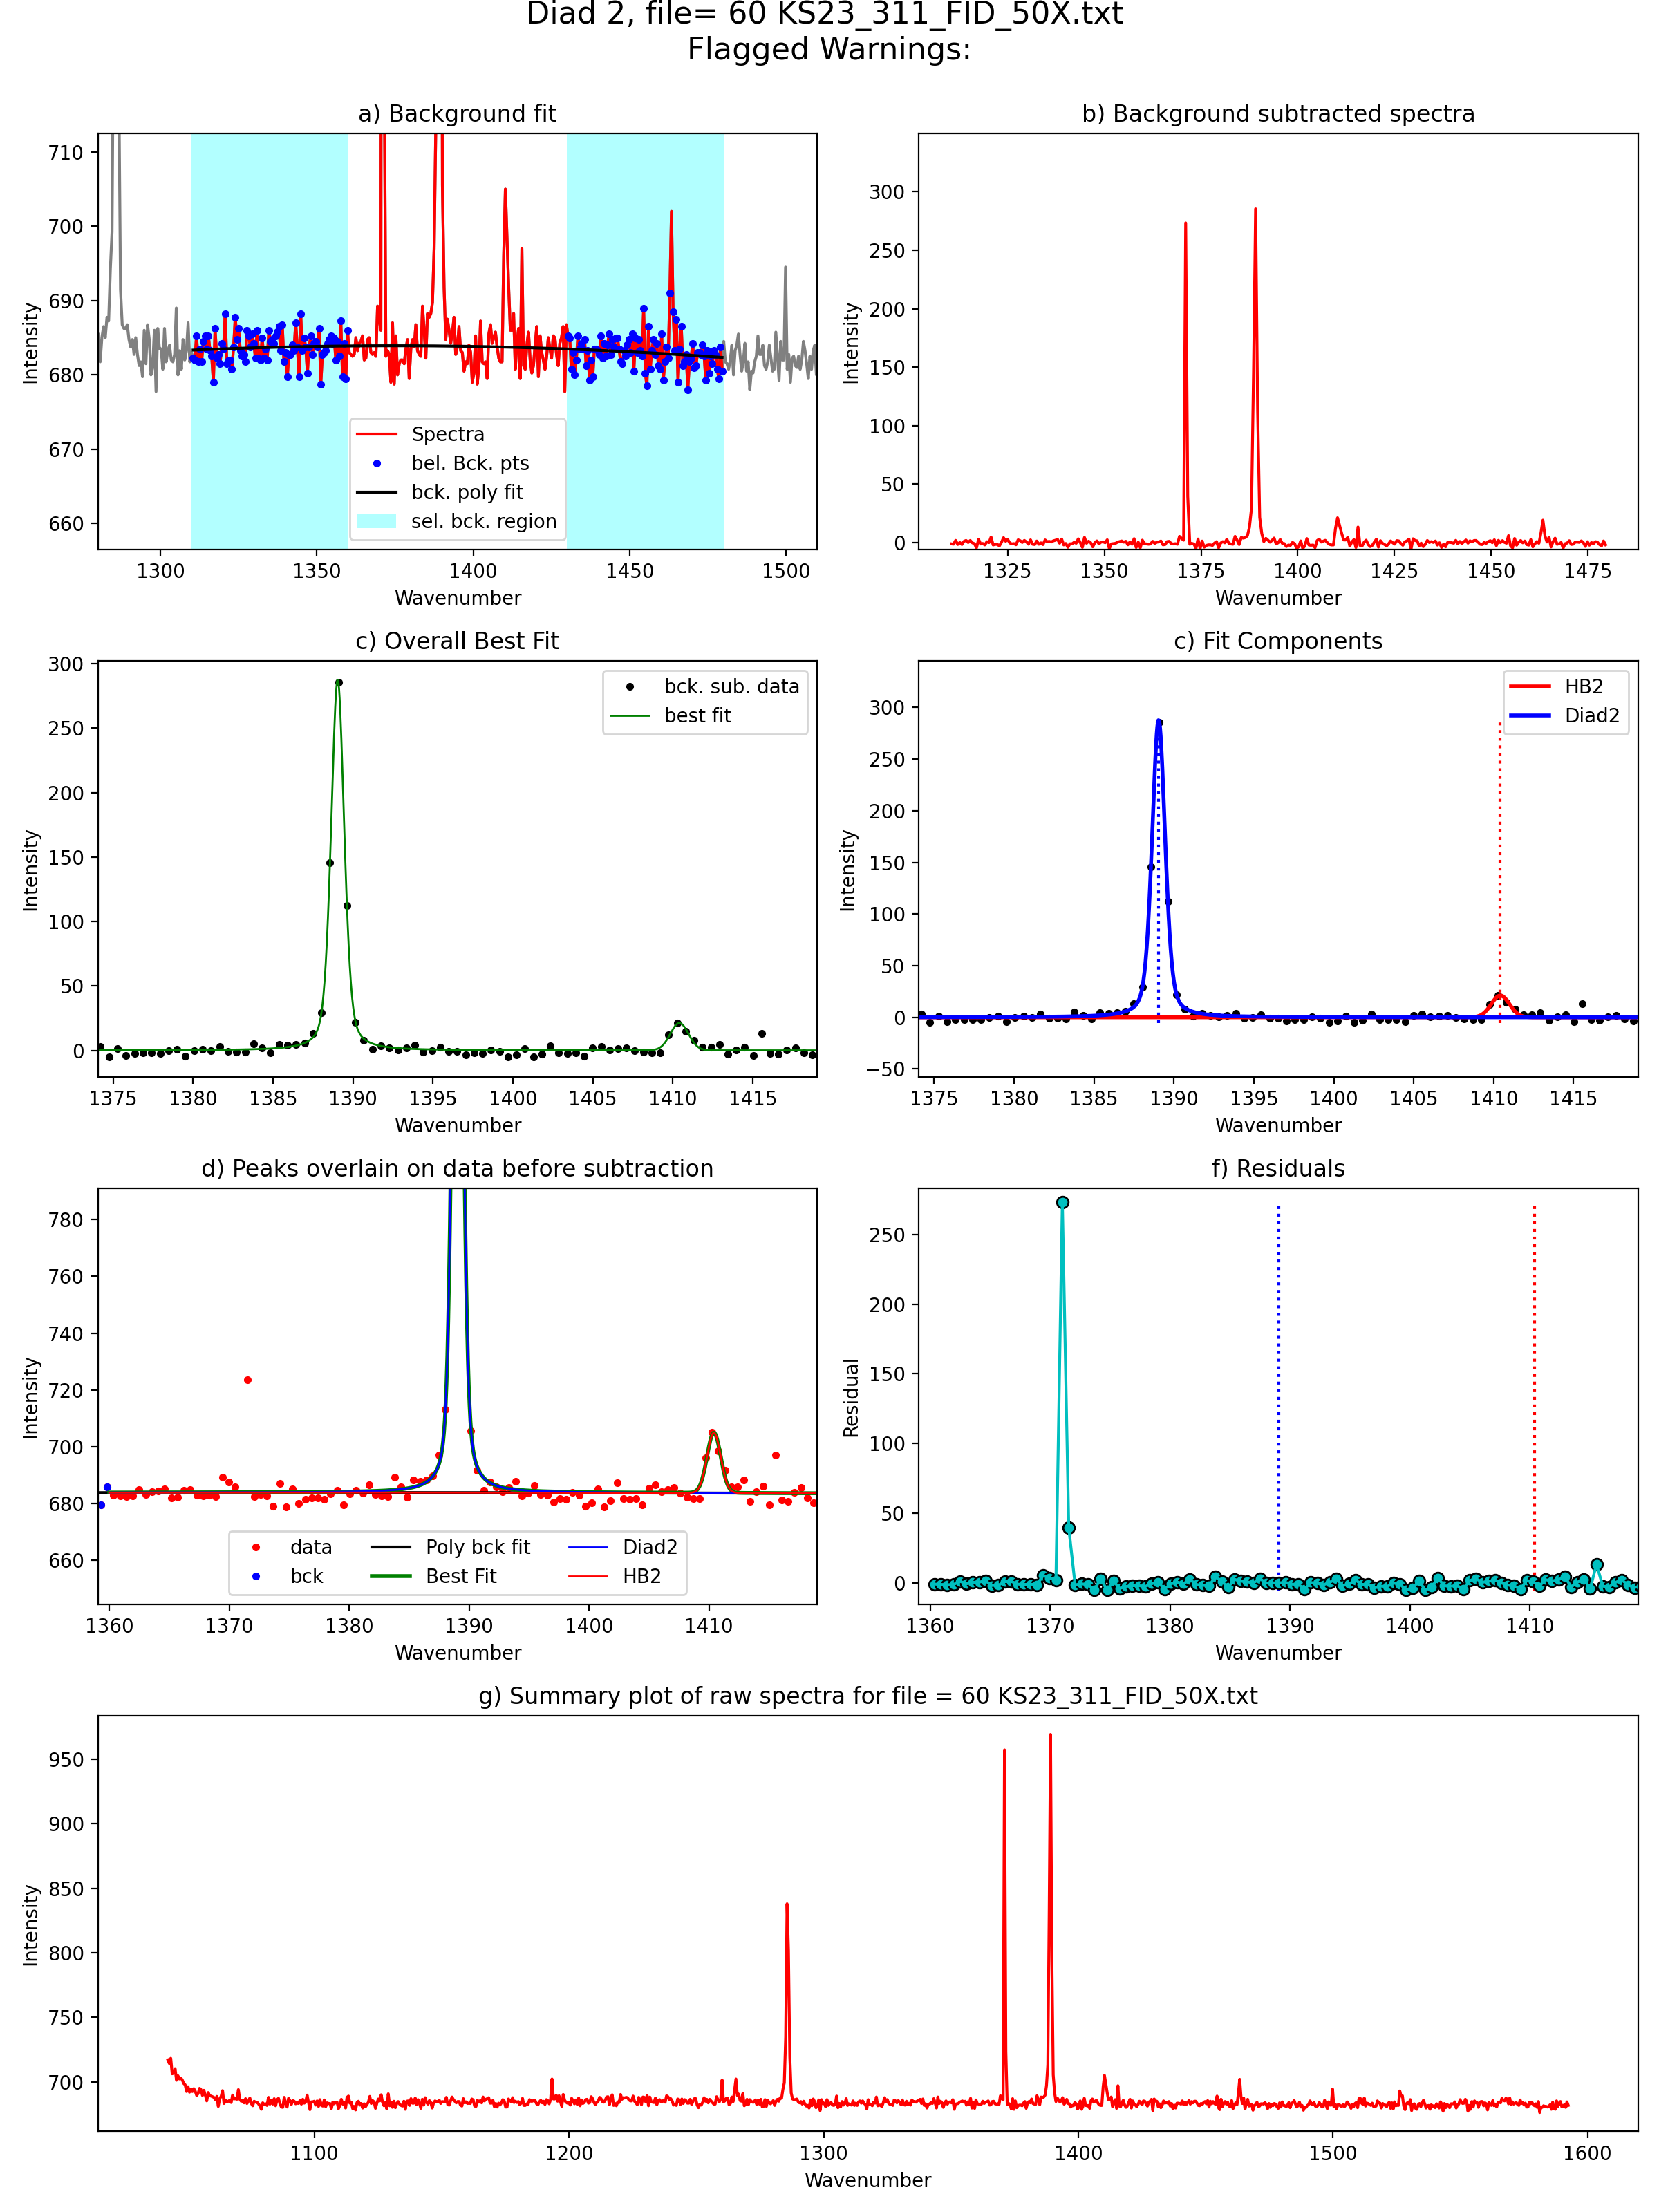 Diad 2, file= 60 KS23_311_FID_50X.txt
Flagged Warnings:
a) Background fit
710
700
690
680
670
660
Intensity
Spectra
bel. Bck. pts
bck. poly fit
sel. bck. region
1300 1350 1400 1450 1500
Wavenumber
b) Background subtracted spectra
300
250
200
150
100
50
0
Intensity
1325 1350 1375 1400 1425 1450 1475
Wavenumber
c) Overall Best Fit
300
250
200
150
100
50
0
Intensity
bck. sub. data
best fit
1375 1380 1385 1390 1395 1400 1405 1410 1415
Wavenumber
c) Fit Components
300
250
200
150
100
50
0
−50
Intensity
HB2
Diad2
1375 1380 1385 1390 1395 1400 1405 1410 1415
Wavenumber
d) Peaks overlain on data before subtraction
780
760
740
720
700
680
660
Intensity
data Poly bck fit Diad2
bck Best Fit HB2
1360 1370 1380 1390 1400 1410
Wavenumber
f) Residuals
250
200
150
100
50
0
Residual
1360 1370 1380 1390 1400 1410
Wavenumber
g) Summary plot of raw spectra for file = 60 KS23_311_FID_50X.txt
950
900
850
800
750
700
Intensity
1100 1200 1300 1400 1500 1600
Wavenumber